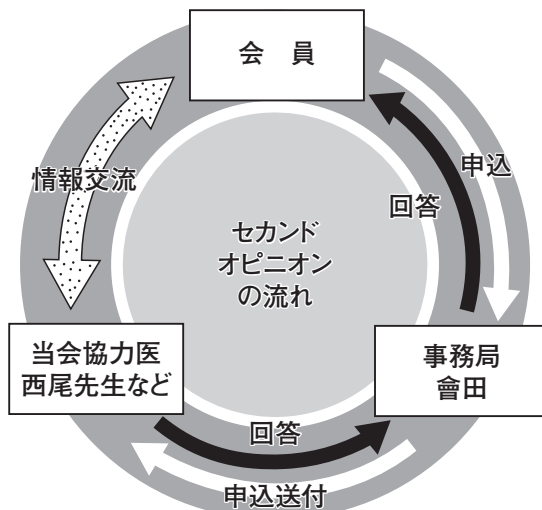 会　員
申込
回答
情報交流
セカンド
オピニオン
の流れ
当会協力医
西尾先生など
事務局
會田
回答
申込送付